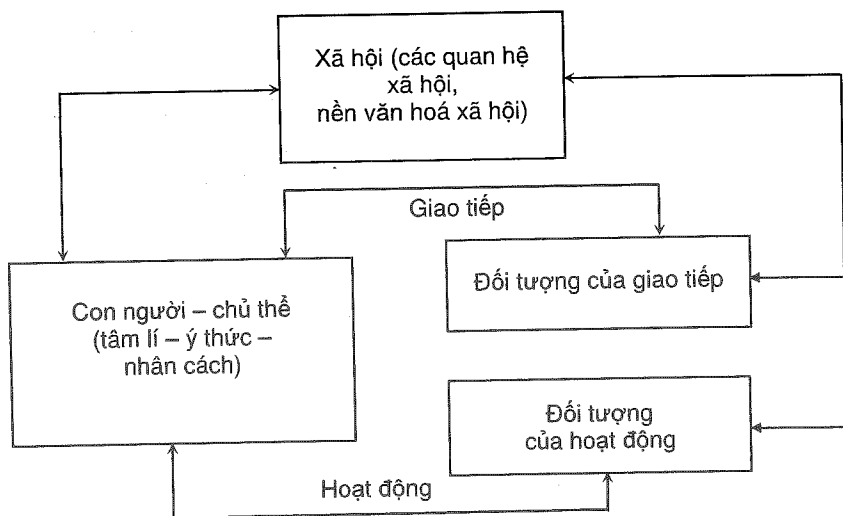 Xã hội (các quan hệ
xã hội,
nền văn hoá xã hội)
Giao tiếp
Đối tượng của giao tiếp
Con người – chủ thể
(tâm lí – ý thức –
nhân cách)
Đối tượng
của hoạt động
Hoạt động